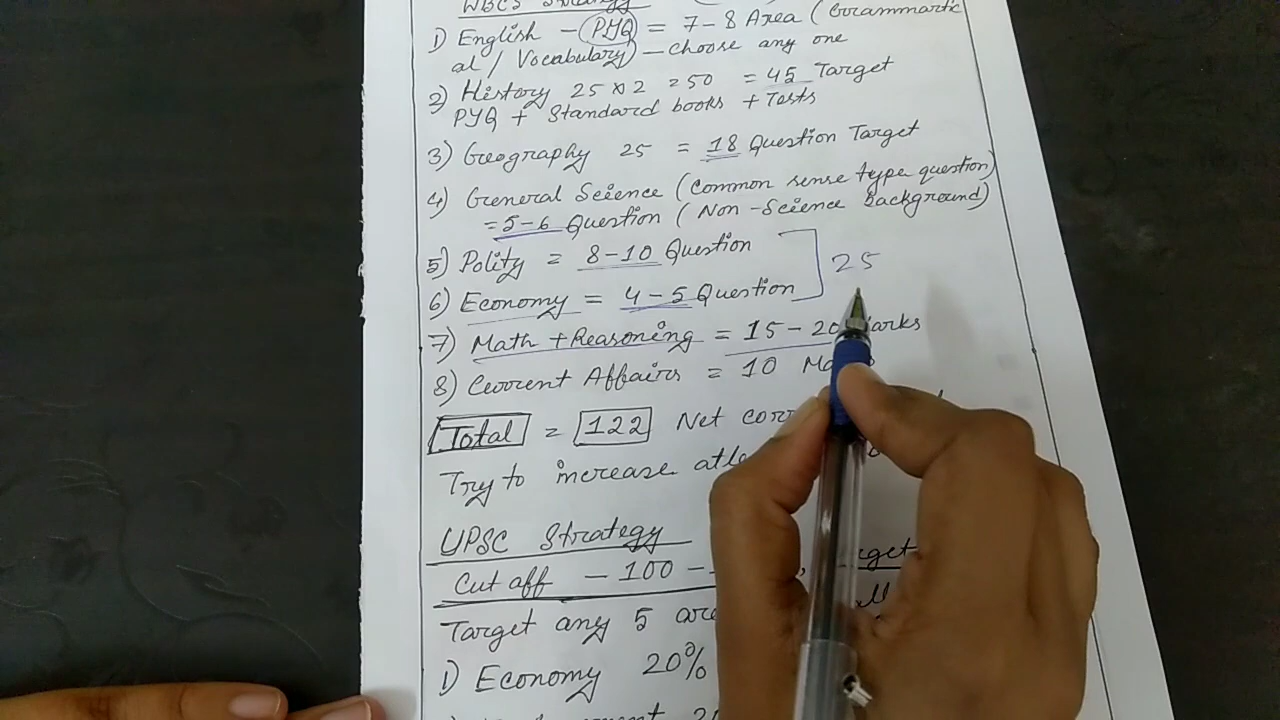 WBCS Strategy
1) English - (PYQ) = 7-8 Area (Grammatic
al / Vocabulary) - choose any one
2) History 25 x 2 = 50 = 45 Target
PYQ + Standard books + Tests
3) Geography 25 = 18 Question Target
4) General Science (Common sense type question)
= 5-6 Question (Non-Science background)
5) Polity = 8-10 Question
25
6) Economy = 4-5 Question
7) Math + Reasoning = 15-20 Marks
8) Current Affairs = 10
Total = 122 Net
Try to increase
UPSC Strategy
Cut off - 100 -
Target any 5
1) Economy 20%